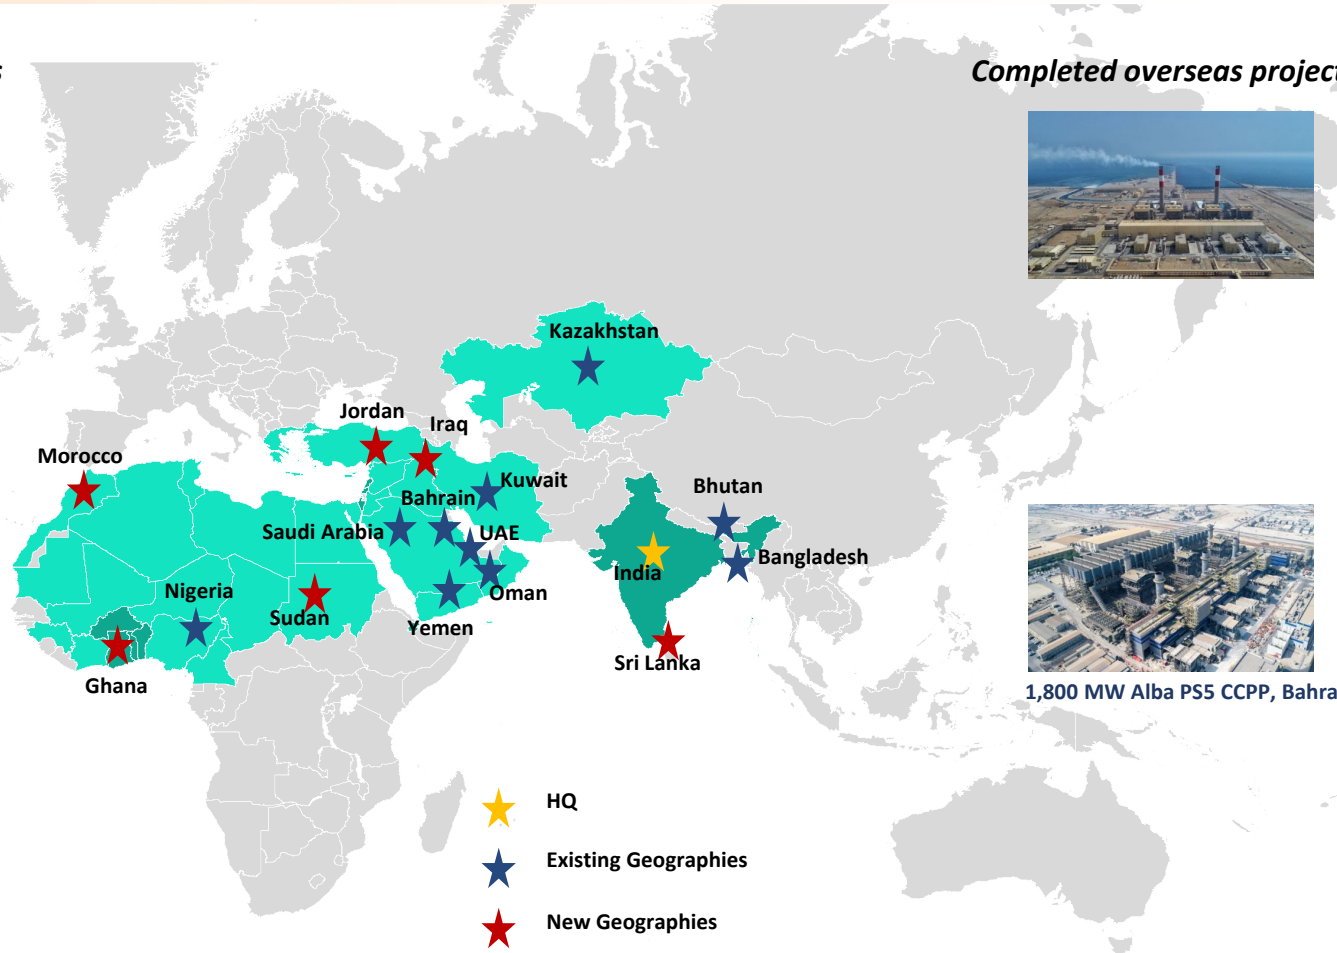 s
Completed overseas project
Kazakhstan
Jordan
Iraq
Morocco
Kuwait
Bahrain
Bhutan
Saudi Arabia
UAE
Bangladesh
India
Nigeria
Oman
Sudan
Yemen
Sri Lanka
Ghana
1,800 MW Alba PS5 CCPP, Bahra
HQ
Existing Geographies
New Geographies